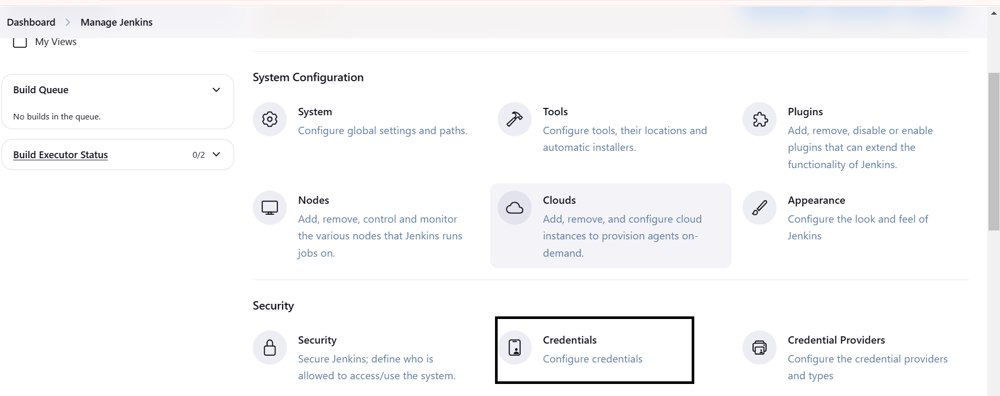 Dashboard > Manage Jenkins
My Views
Build Queue
No builds in the queue.
Build Executor Status 0/2
System Configuration
System
Configure global settings and paths.
Tools
Configure tools, their locations and
automatic installers.
Plugins
Add, remove, disable or enable
plugins that can extend the
functionality of Jenkins.
Nodes
Add, remove, control and monitor
the various nodes that Jenkins runs
jobs on.
Clouds
Add, remove, and configure cloud
instances to provision agents on-
demand.
Appearance
Configure the look and feel of
Jenkins
Security
Security
Secure Jenkins; define who is
allowed to access/use the system.
Credentials
Configure credentials
Credential Providers
Configure the credential providers
and types